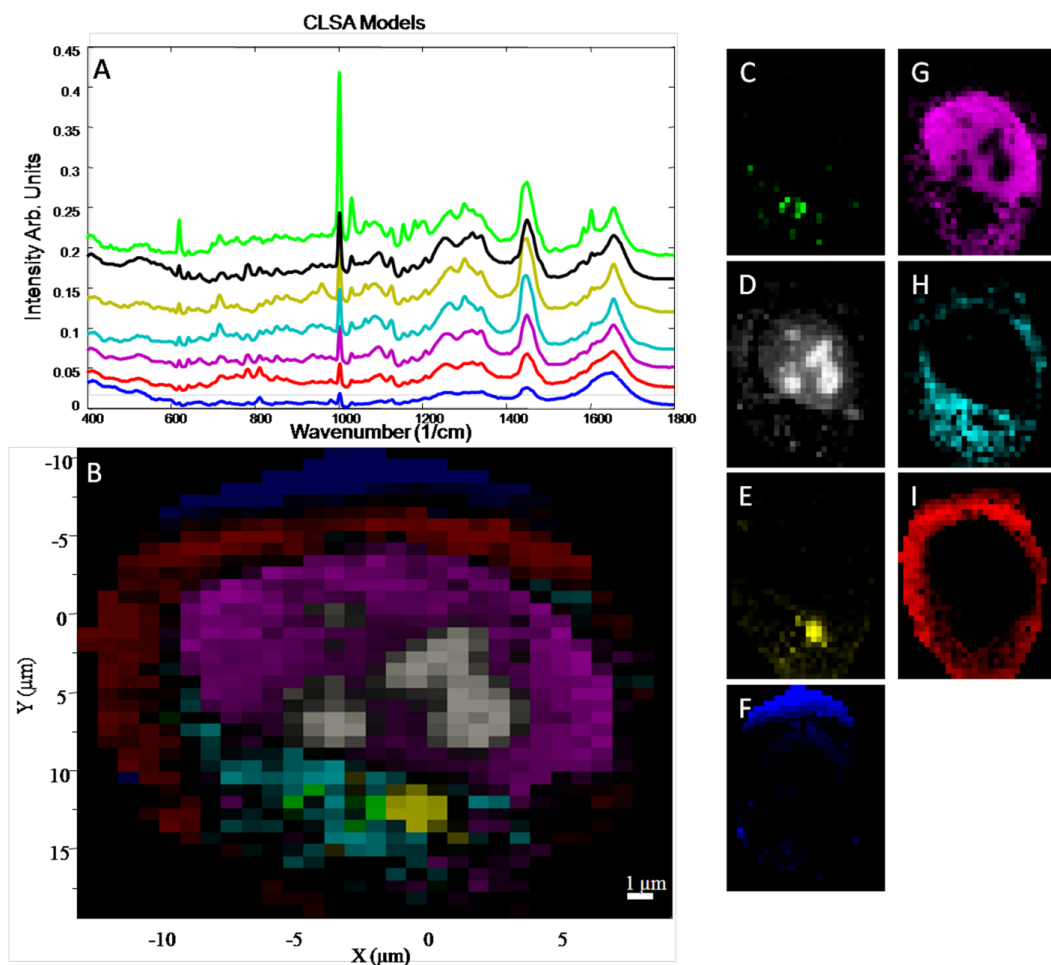 CLSA Models
A
0.45
0.4
0.35
0.3
0.25
0.2
0.15
0.1
0.05
0
Intensity Arb. Units
400 600 800 1000 1200 1400 1600 1800
Wavenumber (1/cm)
B
-10
-5
0
5
10
15
Y (μm)
1 μm
-10 -5 0 5
X (μm)
C G
D H
E I
F